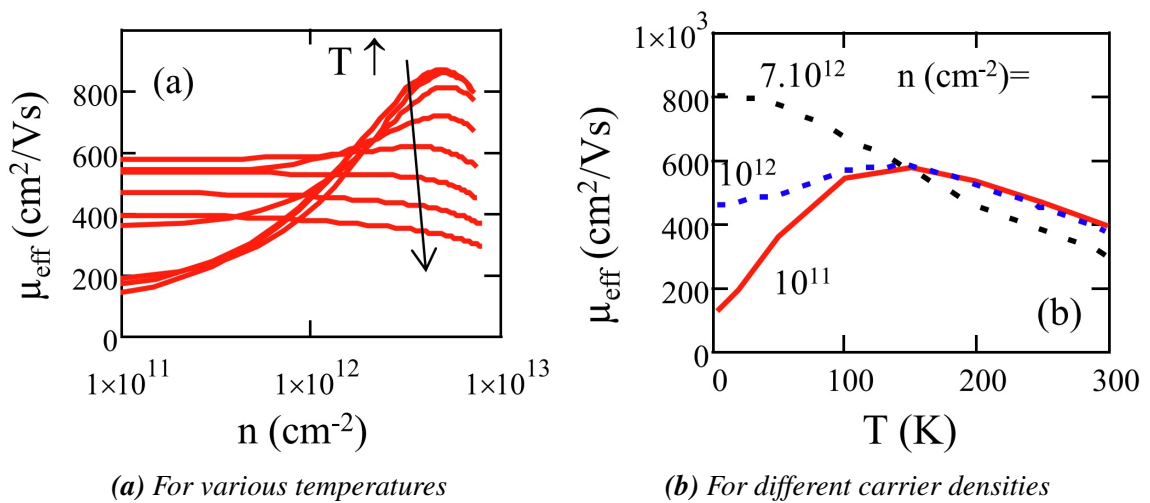 (a)
T ↑
800
600
400
200
0
μeff (cm²/Vs)
1×10¹¹
1×10¹²
1×10¹³
n (cm⁻²)
(a) For various temperatures
1×10³
7.10¹²
n (cm⁻²)=
800
600
10¹²
400
200
10¹¹
(b)
0
μeff (cm²/Vs)
0
100
200
300
T (K)
(b) For different carrier densities